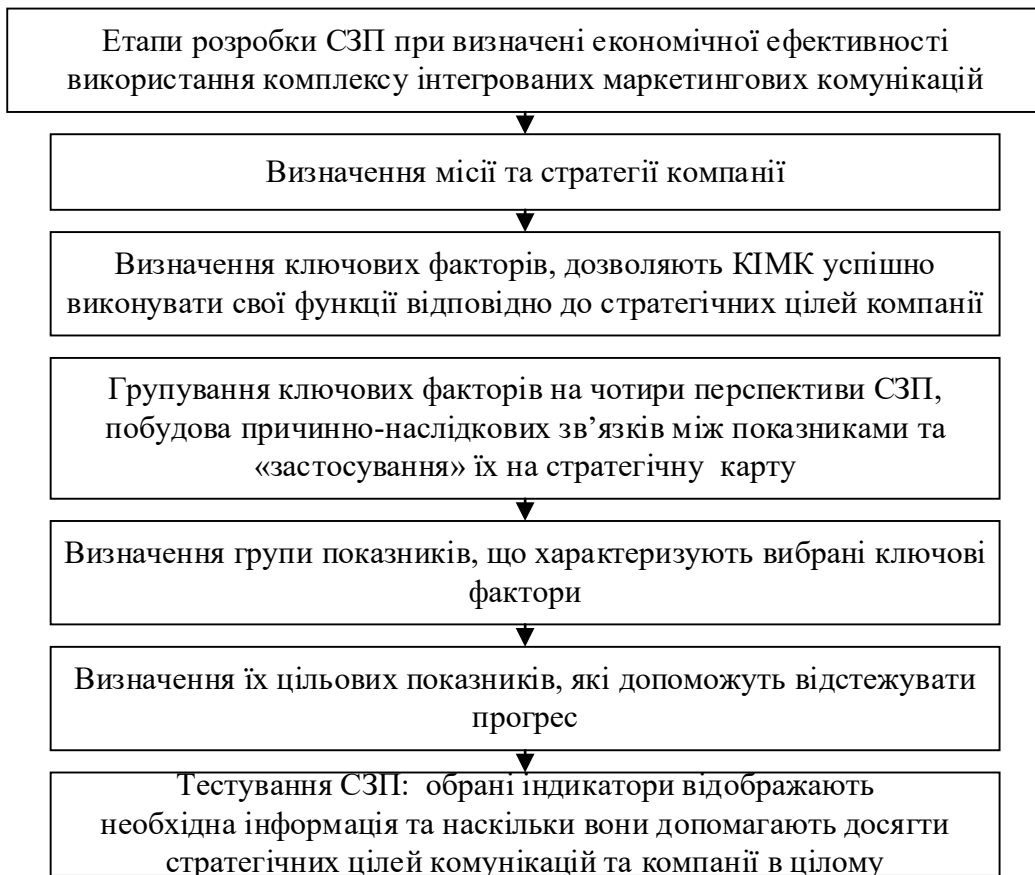 Етапи розробки СЗП при визначені економічної ефективності
використання комплексу інтегрованих маркетингових комунікацій
Визначення місії та стратегії компанії
Визначення ключових факторів, дозволяють КІМК успішно
виконувати свої функції відповідно до стратегічних цілей компанії
Групування ключових факторів на чотири перспективи СЗП,
побудова причинно-наслідкових зв’язків між показниками та
«застосування» їх на стратегічну карту
Визначення групи показників, що характеризують вибрані ключові
фактори
Визначення їх цільових показників, які допоможуть відстежувати
прогрес
Тестування СЗП: обрані індикатори відображають
необхідна інформація та наскільки вони допомагають досягти
стратегічних цілей комунікацій та компанії в цілому